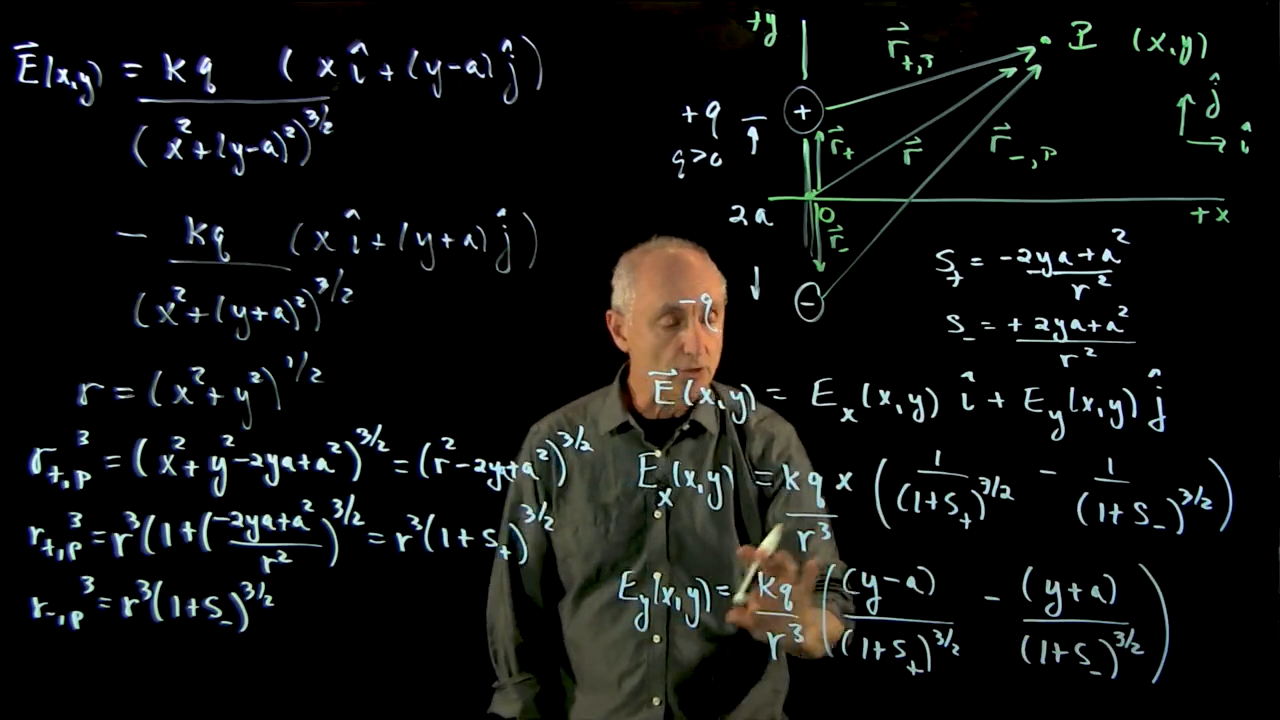 E⃗(x,y) = kq/(x²+(y-a)²)^3/2 (x î + (y-a) ĵ)
- kq/(x²+(y+a)²)^3/2 (x î + (y+a) ĵ)
r = (x²+y²)^1/2
r₊,P³ = (x²+y²-2ya+a²)^3/2 = (r²-2ya+a²)^3/2
r₊,P³ = r³(1+(-2ya+a²/r²)^3/2 = r³(1+S₊)^3/2
r₋,P³ = r³(1+S₋)^3/2
+y
r⃗₊,P
P (x,y)
ĵ
î
+q
q>0
+
r⃗₊
r⃗
r⃗₋,P
2a
0
+x
r⃗₋
-q
-
S₊ = -2ya+a²/r²
S₋ = +2ya+a²/r²
E⃗(x,y) = Eₓ(x,y) î + E_y(x,y) ĵ
Eₓ(x,y) = kq x/r³ (1/(1+S₊)^3/2 - 1/(1+S₋)^3/2)
E_y(x,y) = kq/r³ ((y-a)/(1+S₊)^3/2 - (y+a)/(1+S₋)^3/2)